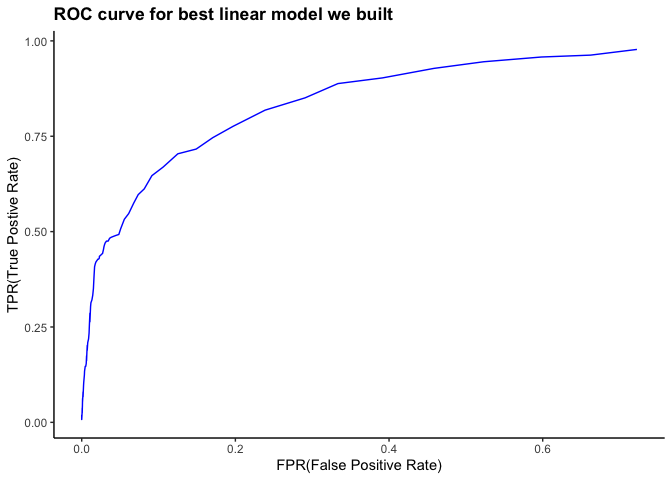 ROC curve for best linear model we built
1.00
0.75
0.50
0.25
0.00
TPR(True Postive Rate)
0.0 0.2 0.4 0.6
FPR(False Positive Rate)